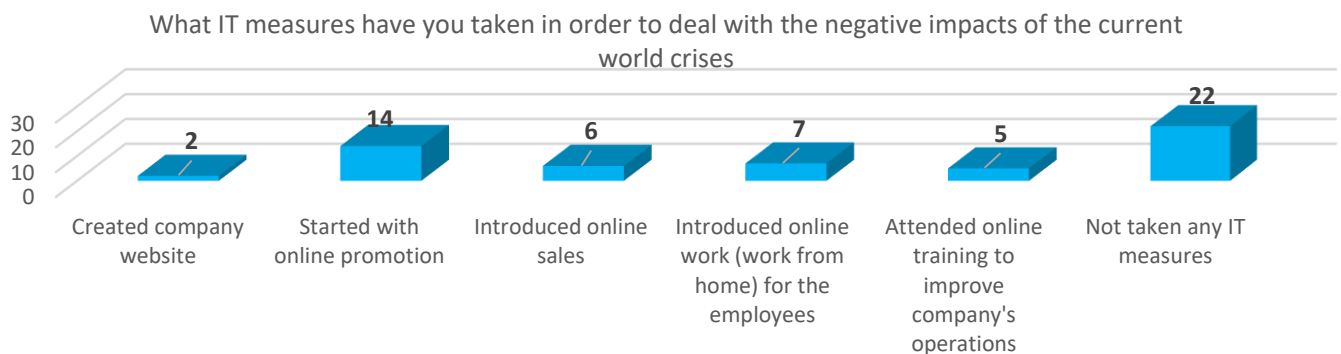 What IT measures have you taken in order to deal with the negative impacts of the current
world crises
30
20
10
0
2
14
6
7
5
22
Created company
website
Started with
online promotion
Introduced online
sales
Introduced online
work (work from
home) for the
employees
Attended online
training to
improve
company's
operations
Not taken any IT
measures